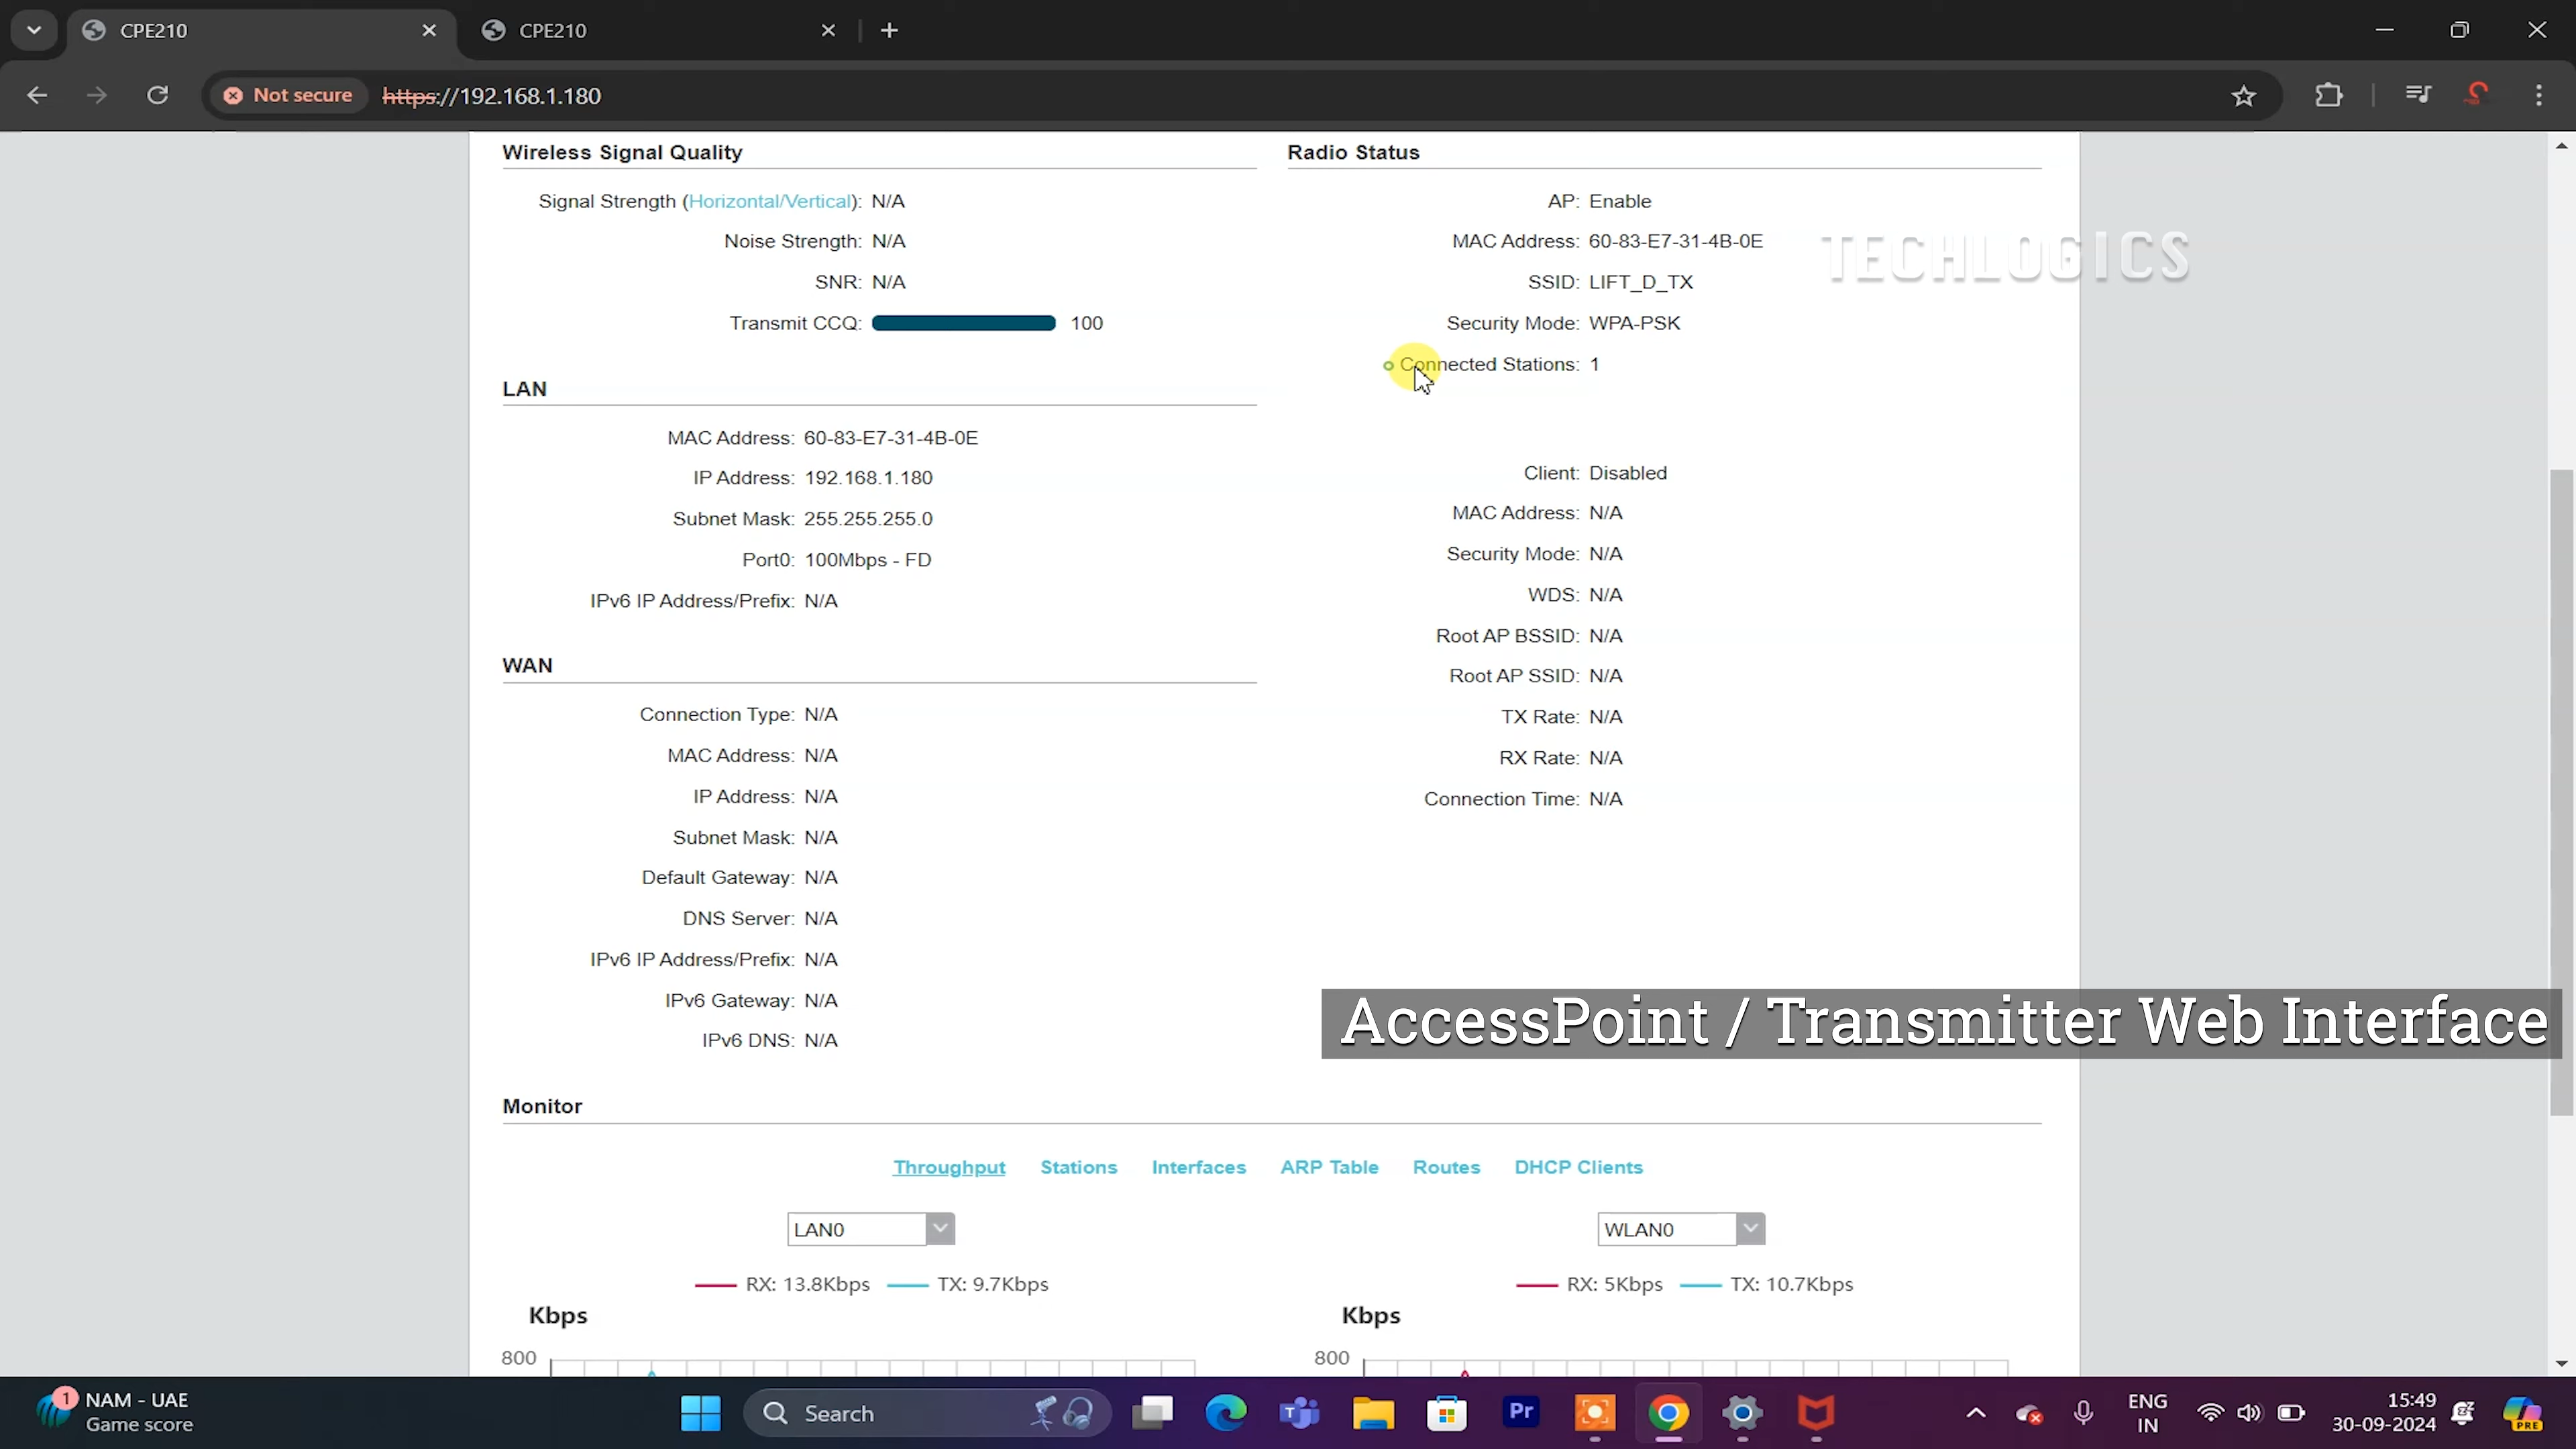 CPE210
CPE210
Not secure https://192.168.1.180
Wireless Signal Quality
Signal Strength (Horizontal/Vertical): N/A
Noise Strength: N/A
SNR: N/A
Transmit CCQ: 100
Radio Status
AP: Enable
MAC Address: 60-83-E7-31-4B-0E
SSID: LIFT_D_TX
Security Mode: WPA-PSK
Connected Stations: 1
TECHLOGICS
LAN
MAC Address: 60-83-E7-31-4B-0E
IP Address: 192.168.1.180
Subnet Mask: 255.255.255.0
Port0: 100Mbps - FD
IPv6 IP Address/Prefix: N/A
Client: Disabled
MAC Address: N/A
Security Mode: N/A
WDS: N/A
Root AP BSSID: N/A
Root AP SSID: N/A
TX Rate: N/A
RX Rate: N/A
Connection Time: N/A
WAN
Connection Type: N/A
MAC Address: N/A
IP Address: N/A
Subnet Mask: N/A
Default Gateway: N/A
DNS Server: N/A
IPv6 IP Address/Prefix: N/A
IPv6 Gateway: N/A
IPv6 DNS: N/A
AccessPoint / Transmitter Web Interface
Monitor
Throughput Stations Interfaces ARP Table Routes DHCP Clients
LAN0
RX: 13.8Kbps TX: 9.7Kbps
Kbps
800
WLAN0
RX: 5Kbps TX: 10.7Kbps
Kbps
800
1
NAM - UAE
Game score
Search
Pr
ENG
IN
15:49
30-09-2024
PRE